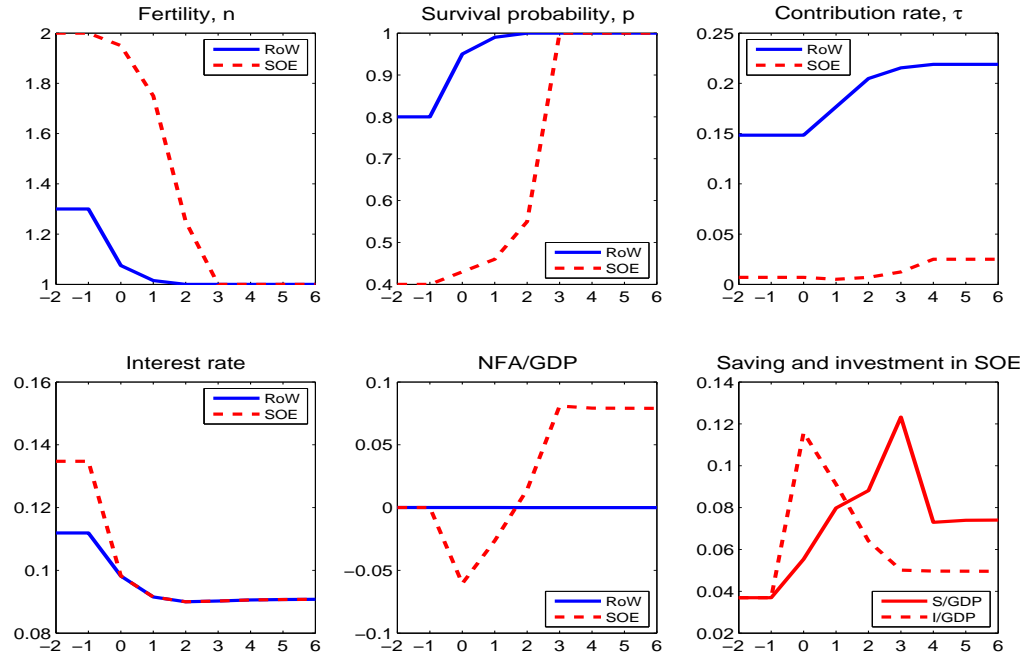 Fertility, n
2
1.8
1.6
1.4
1.2
1
−2 −1 0 1 2 3 4 5 6
RoW
SOE
Survival probability, p
1
0.9
0.8
0.7
0.6
0.5
0.4
−2 −1 0 1 2 3 4 5 6
RoW
SOE
Contribution rate, τ
0.25
0.2
0.15
0.1
0.05
0
−2 −1 0 1 2 3 4 5 6
RoW
SOE
Interest rate
0.16
0.14
0.12
0.1
0.08
−2 −1 0 1 2 3 4 5 6
RoW
SOE
NFA/GDP
0.1
0.05
0
−0.05
−0.1
−2 −1 0 1 2 3 4 5 6
RoW
SOE
Saving and investment in SOE
0.14
0.12
0.1
0.08
0.06
0.04
0.02
−2 −1 0 1 2 3 4 5 6
S/GDP
I/GDP